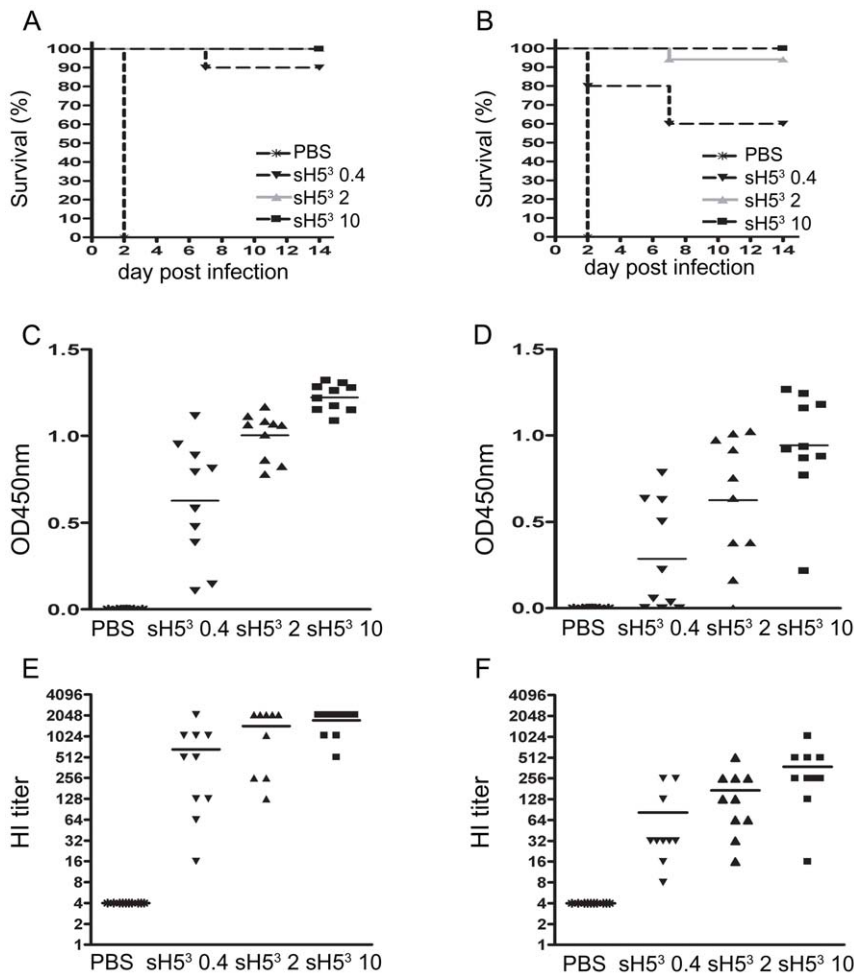 A
Survival (%)
100
90
80
70
60
50
40
30
20
10
0
0 2 4 6 8 10 12 14
day post infection
PBS
sH5³ 0.4
sH5³ 2
sH5³ 10
B
Survival (%)
100
90
80
70
60
50
40
30
20
10
0
0 2 4 6 8 10 12 14
day post infection
PBS
sH5³ 0.4
sH5³ 2
sH5³ 10
C
OD450nm
1.5
1.0
0.5
0.0
PBS sH5³ 0.4 sH5³ 2 sH5³ 10
D
OD450nm
1.5
1.0
0.5
0.0
PBS sH5³ 0.4 sH5³ 2 sH5³ 10
E
HI titer
4096
2048
1024
512
256
128
64
32
16
8
4
2
1
PBS sH5³ 0.4 sH5³ 2 sH5³ 10
F
HI titer
4096
2048
1024
512
256
128
64
32
16
8
4
2
1
PBS sH5³ 0.4 sH5³ 2 sH5³ 10